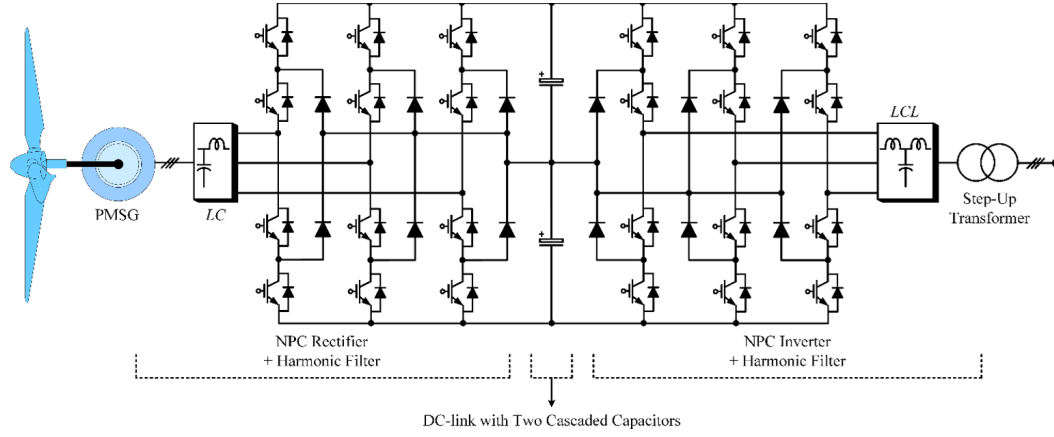 LCL
PMSG
LC
Step-Up
Transformer
NPC Rectifier
+ Harmonic Filter
NPC Inverter
+ Harmonic Filter
DC-link with Two Cascaded Capacitors
+
+